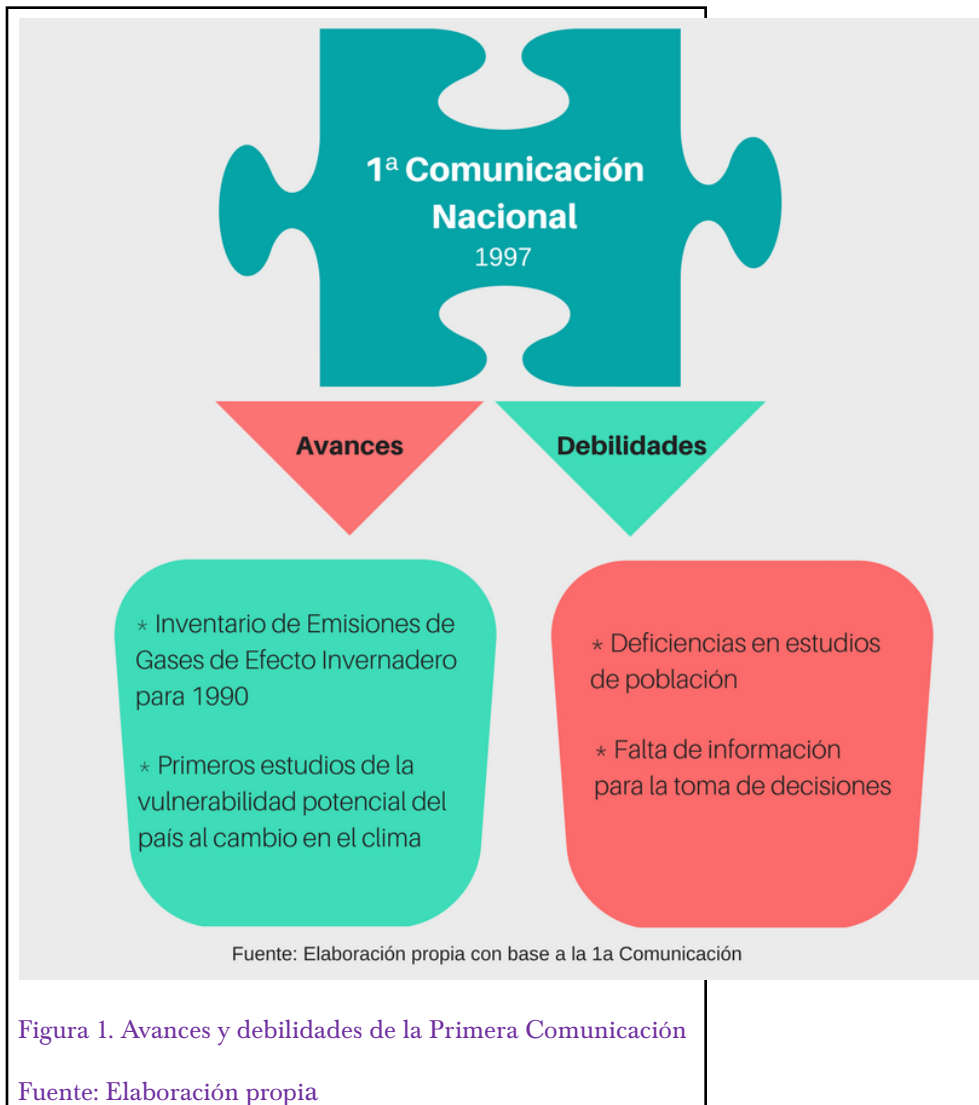 1ª Comunicación
Nacional
1997
Avances
Debilidades
* Inventario de Emisiones de
Gases de Efecto Invernadero
para 1990
* Primeros estudios de la
vulnerabilidad potencial del
país al cambio en el clima
* Deficiencias en estudios
de población
* Falta de información
para la toma de decisiones
Fuente: Elaboración propia con base a la 1a Comunicación
Figura 1. Avances y debilidades de la Primera Comunicación
Fuente: Elaboración propia